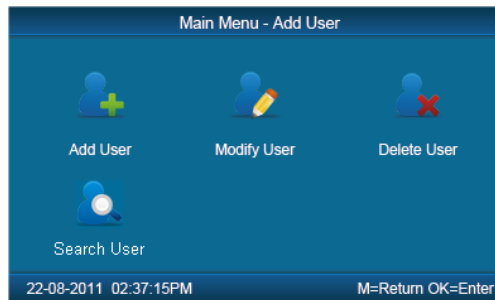 Main Menu - Add User
Add User Modify User Delete User
Search User
22-08-2011 02:37:15PM M=Return OK=Enter